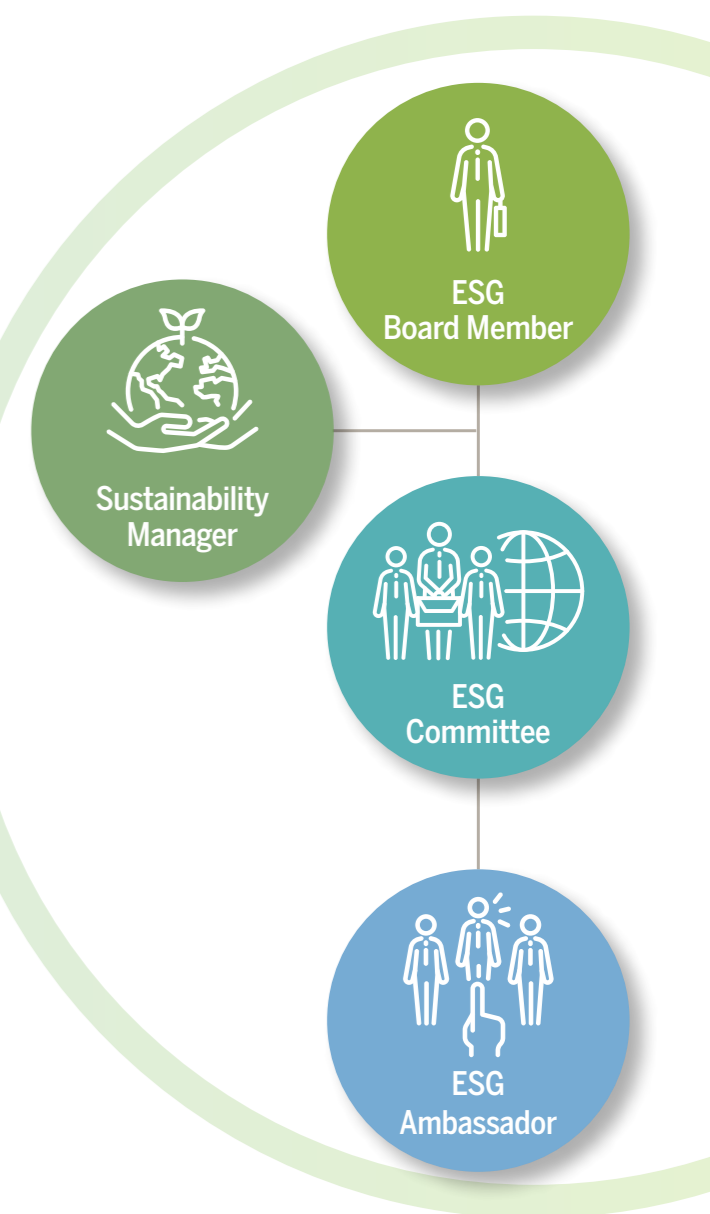 ESG
Board Member
Sustainability
Manager
ESG
Committee
ESG
Ambassador